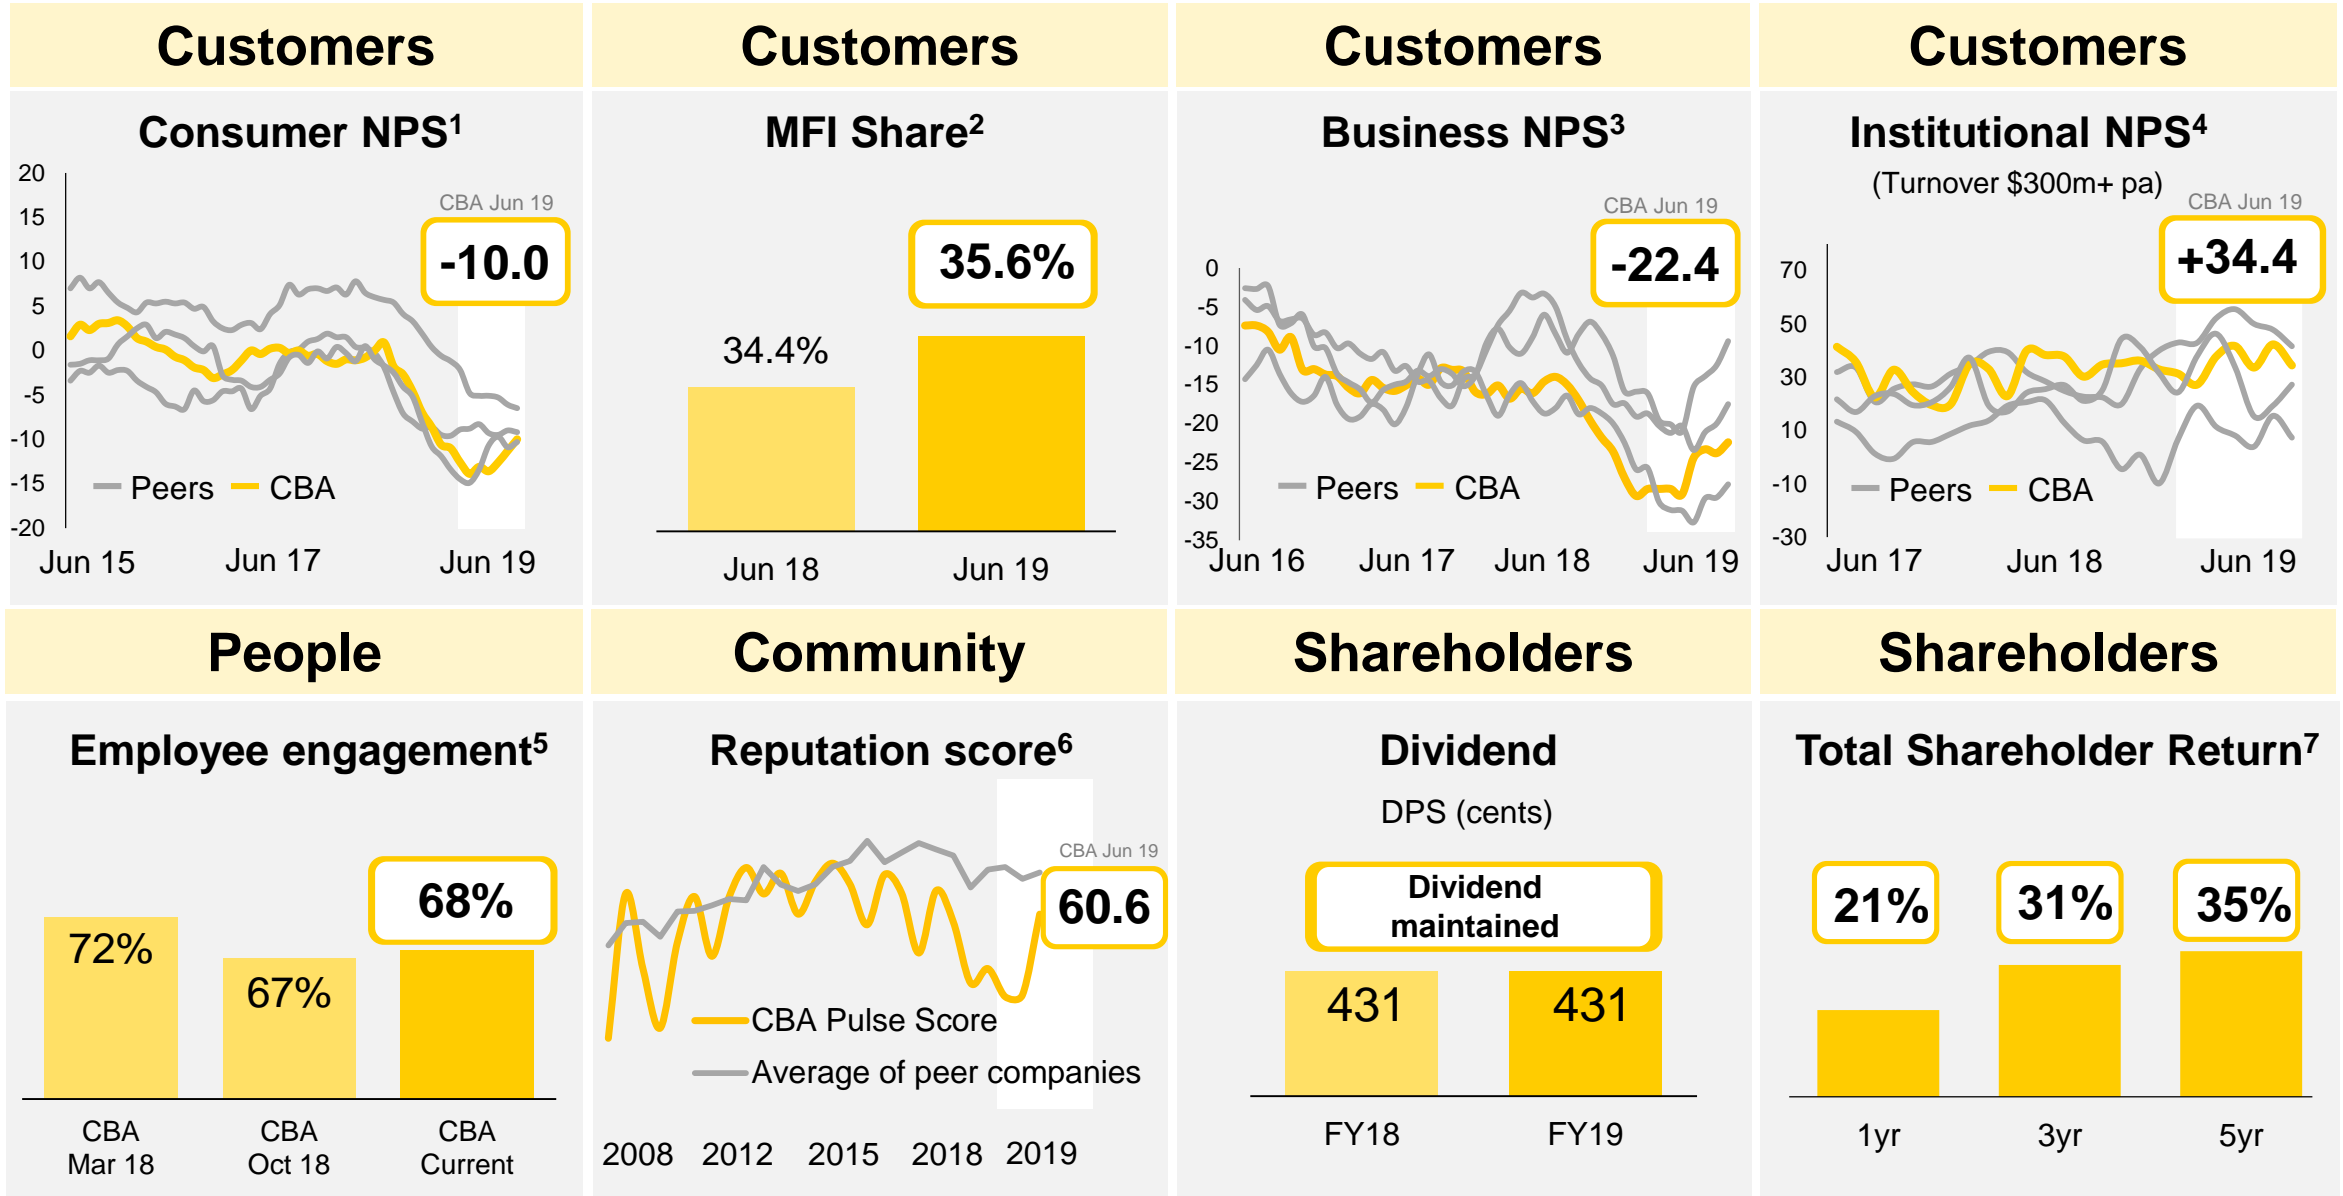 Customers
Consumer NPS1
20
15
10
5
0
-5
-10
-15
-20
CBA Jun 19
-10.0
Peers
CBA
Jun 15
Jun 17
Jun 19
Customers
MFI Share2
34.4%
35.6%
Jun 18
Jun 19
Customers
Business NPS3
CBA Jun 19
-22.4
0
-5
-10
-15
-20
-25
-30
-35
Peers
CBA
Jun 16
Jun 17
Jun 18
Jun 19
Customers
Institutional NPS4
(Turnover $300m+ pa)
CBA Jun 19
+34.4
70
50
30
10
-10
-30
Peers
CBA
Jun 17
Jun 18
Jun 19
People
Employee engagement5
72%
67%
68%
CBA
Mar 18
CBA
Oct 18
CBA
Current
Community
Reputation score6
CBA Jun 19
60.6
CBA Pulse Score
Average of peer companies
2008
2012
2015
2018
2019
Shareholders
Dividend
DPS (cents)
Dividend
maintained
431
431
FY18
FY19
Shareholders
Total Shareholder Return7
21%
31%
35%
1yr
3yr
5yr